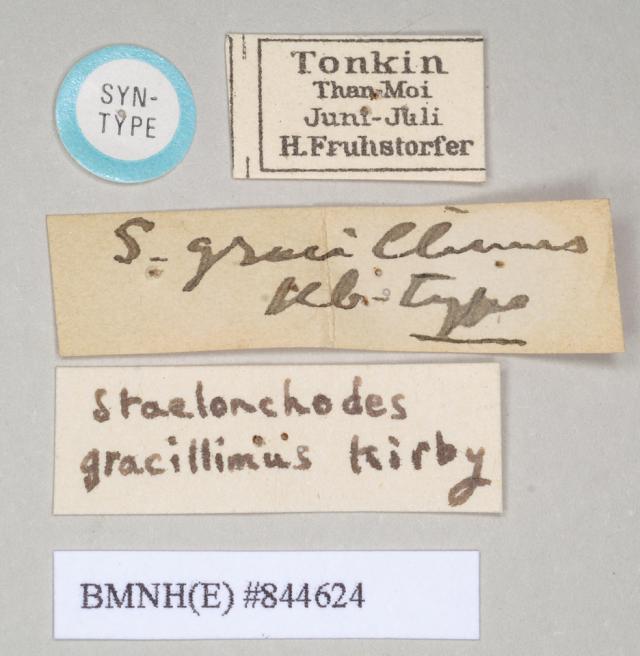 SYN-
TYPE
Tonkin
Than-Moi
Juni-Juli
H.Fruhstorfer
S. gracillimus
Kb. type
Staelonchodes
gracillimus Kirby
BMNH(E) #844624